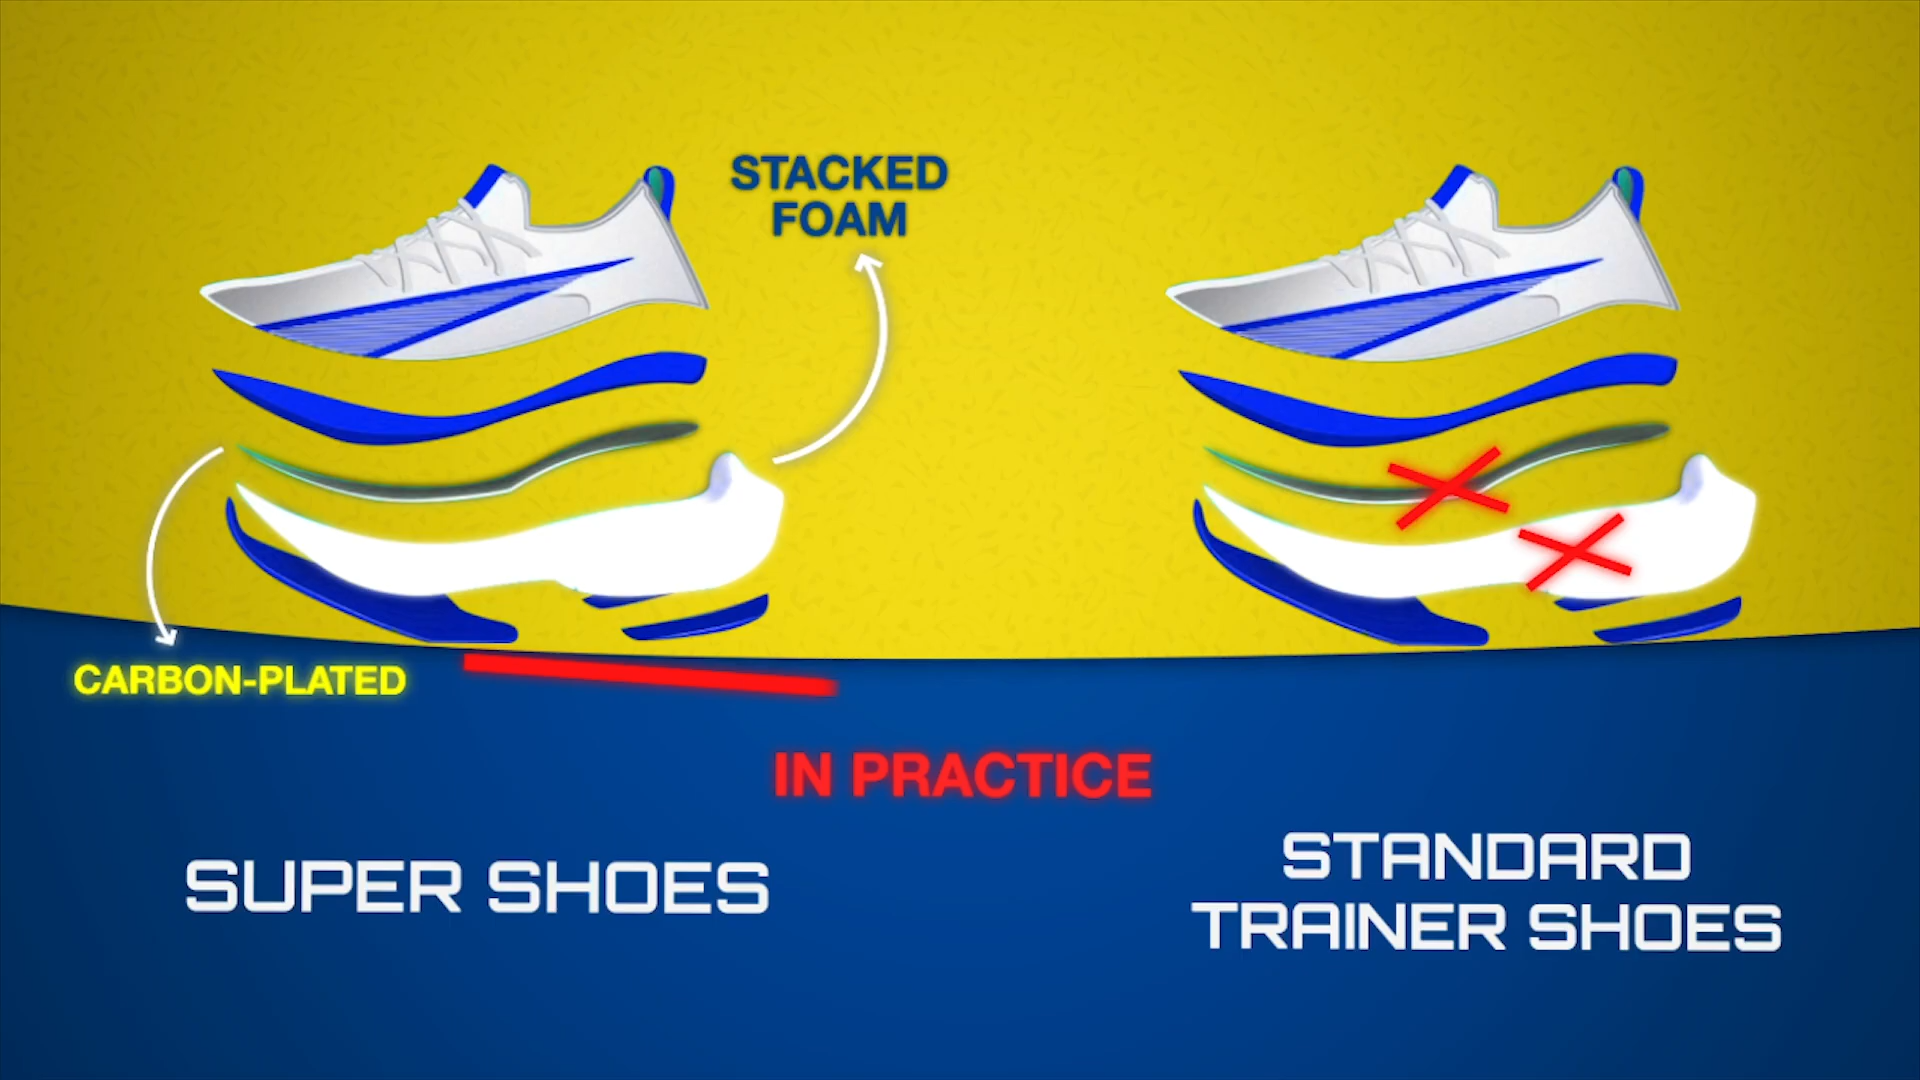 STACKED
FOAM
CARBON-PLATED
IN PRACTICE
SUPER SHOES
STANDARD
TRAINER SHOES